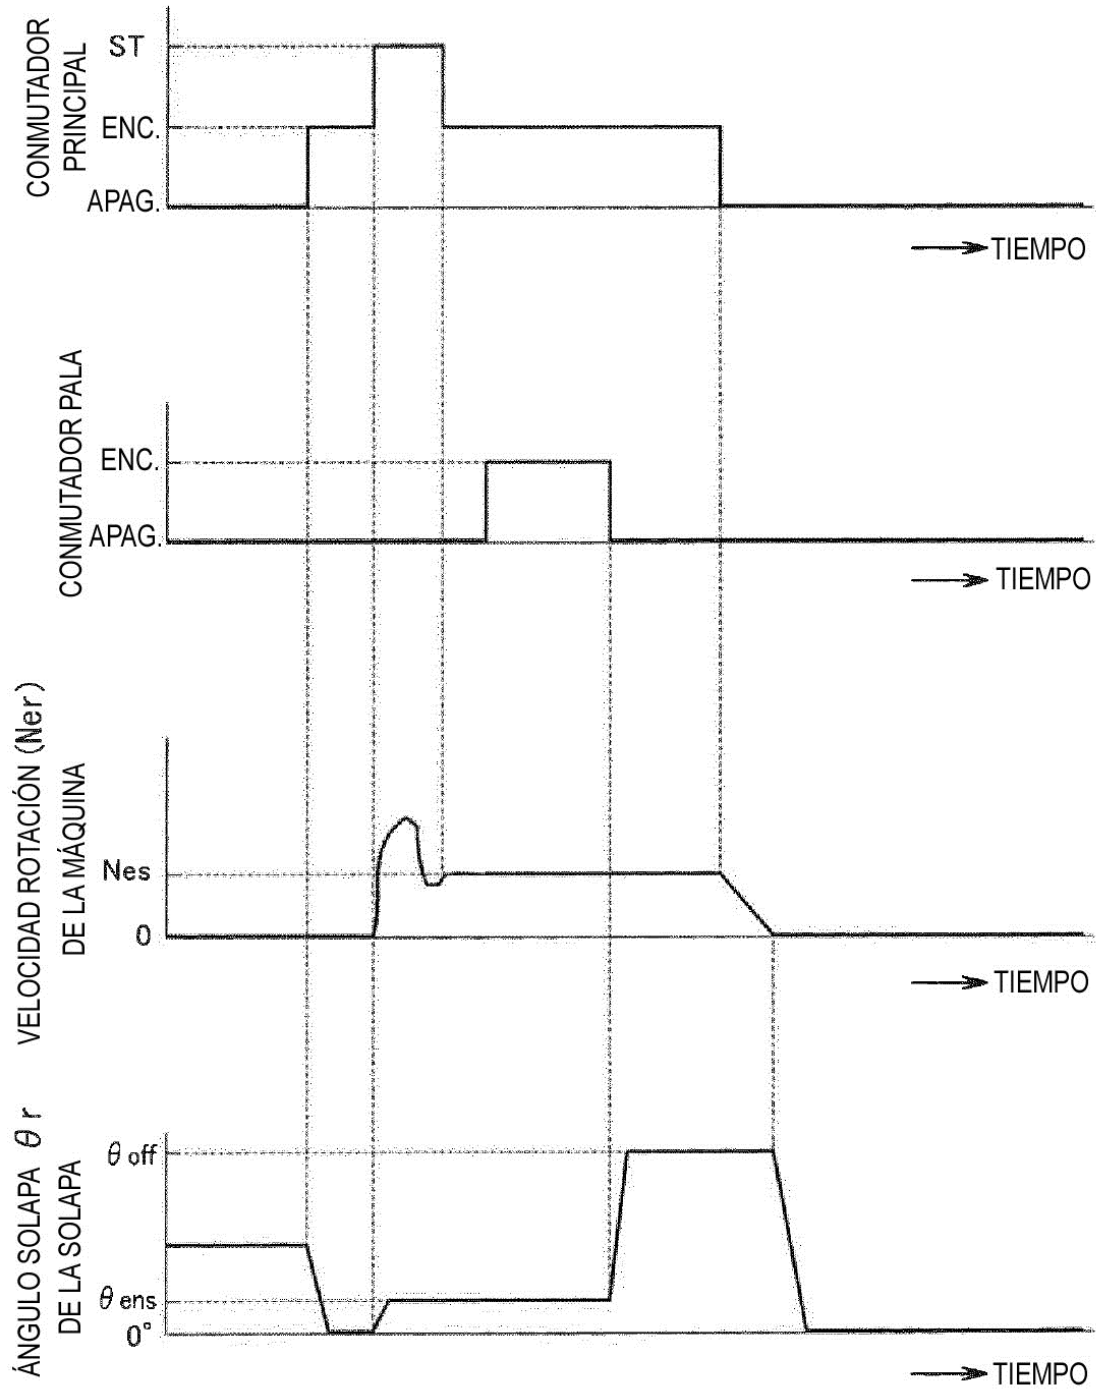 CONMUTADOR
PRINCIPAL
ST
ENC.
APAG.
TIEMPO
CONMUTADOR PALA
ENC.
APAG.
TIEMPO
VELOCIDAD ROTACIÓN (Ner)
DE LA MÁQUINA
Nes
0
TIEMPO
ÁNGULO SOLAPA θ r
DE LA SOLAPA
θ off
θ ens
0°
TIEMPO